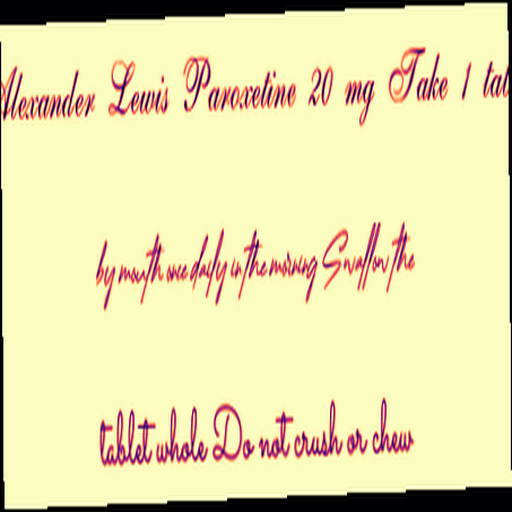 Alexander Lewis Paroxetine 20 mg Take 1 tab
by mouth once daily in the morning Swallow the
tablet whole Do not crush or chew